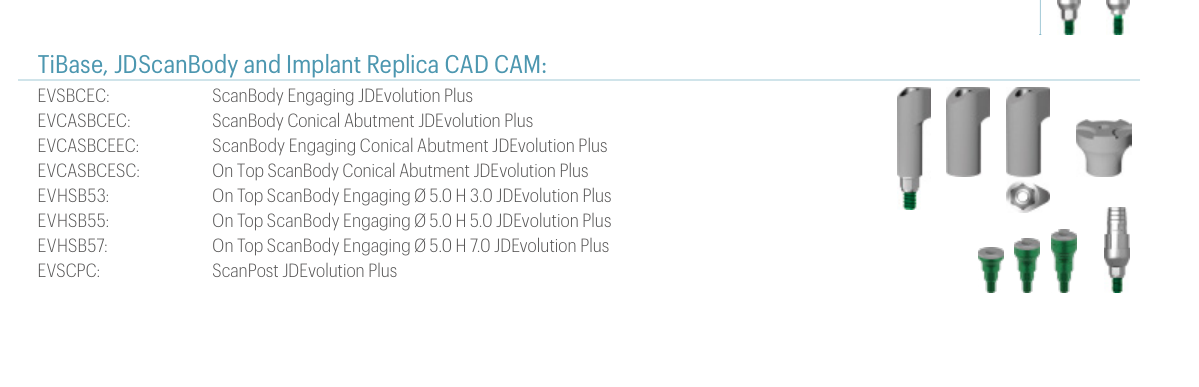 TiBase, JDScanBody and Implant Replica CAD CAM:
EVSBCEC: ScanBody Engaging JDEvolution Plus
EVCASBCEC: ScanBody Conical Abutment JDEvolution Plus
EVCASBCEEC: ScanBody Engaging Conical Abutment JDEvolution Plus
EVCASBCESC: On Top ScanBody Conical Abutment JDEvolution Plus
EVHSB53: On Top ScanBody Engaging Ø 5.0 H 3.0 JDEvolution Plus
EVHSB55: On Top ScanBody Engaging Ø 5.0 H 5.0 JDEvolution Plus
EVHSB57: On Top ScanBody Engaging Ø 5.0 H 7.0 JDEvolution Plus
EVSCPC: ScanPost JDEvolution Plus